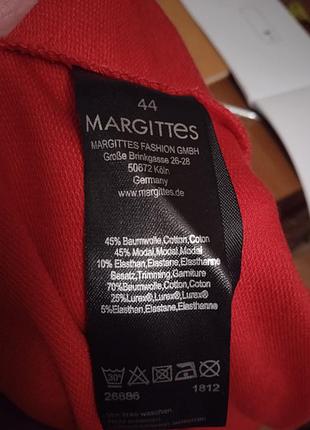 44
MARGITTES
MARGITTES FASHION GMBH
Große Brinkgasse 26-28
50672 Köln
Germany
www.margittes.de
45% Baumwolle,Cotton,Coton
45% Modal,Modal,Modal
10% Elasthan,Elastane,Elasthanne
Besatz,Trimming,Garniture
70%Baumwolle,Cotton,Coton
25%Lurex®,Lurex®,Lurex®
5%Elasthan,Elastane,Elasthanne
30°
26886 1812
waschen